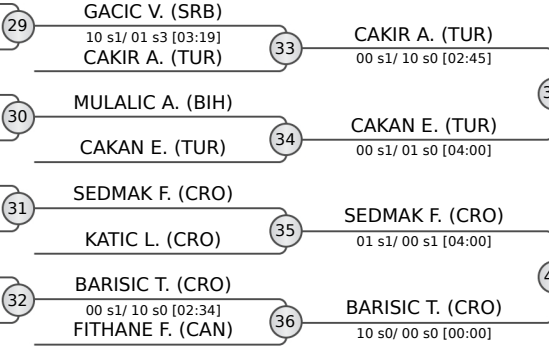 GACIC V. (SRB)
29
10 s1/ 01 s3 [03:19]
CAKIR A. (TUR)
33
CAKIR A. (TUR)
00 s1/ 10 s0 [02:45]
MULALIC A. (BIH)
30
CAKAN E. (TUR)
34
CAKAN E. (TUR)
00 s1/ 01 s0 [04:00]
SEDMAK F. (CRO)
31
KATIC L. (CRO)
35
SEDMAK F. (CRO)
01 s1/ 00 s1 [04:00]
BARISIC T. (CRO)
32
00 s1/ 10 s0 [02:34]
FITHANE F. (CAN)
36
BARISIC T. (CRO)
10 s0/ 00 s0 [00:00]